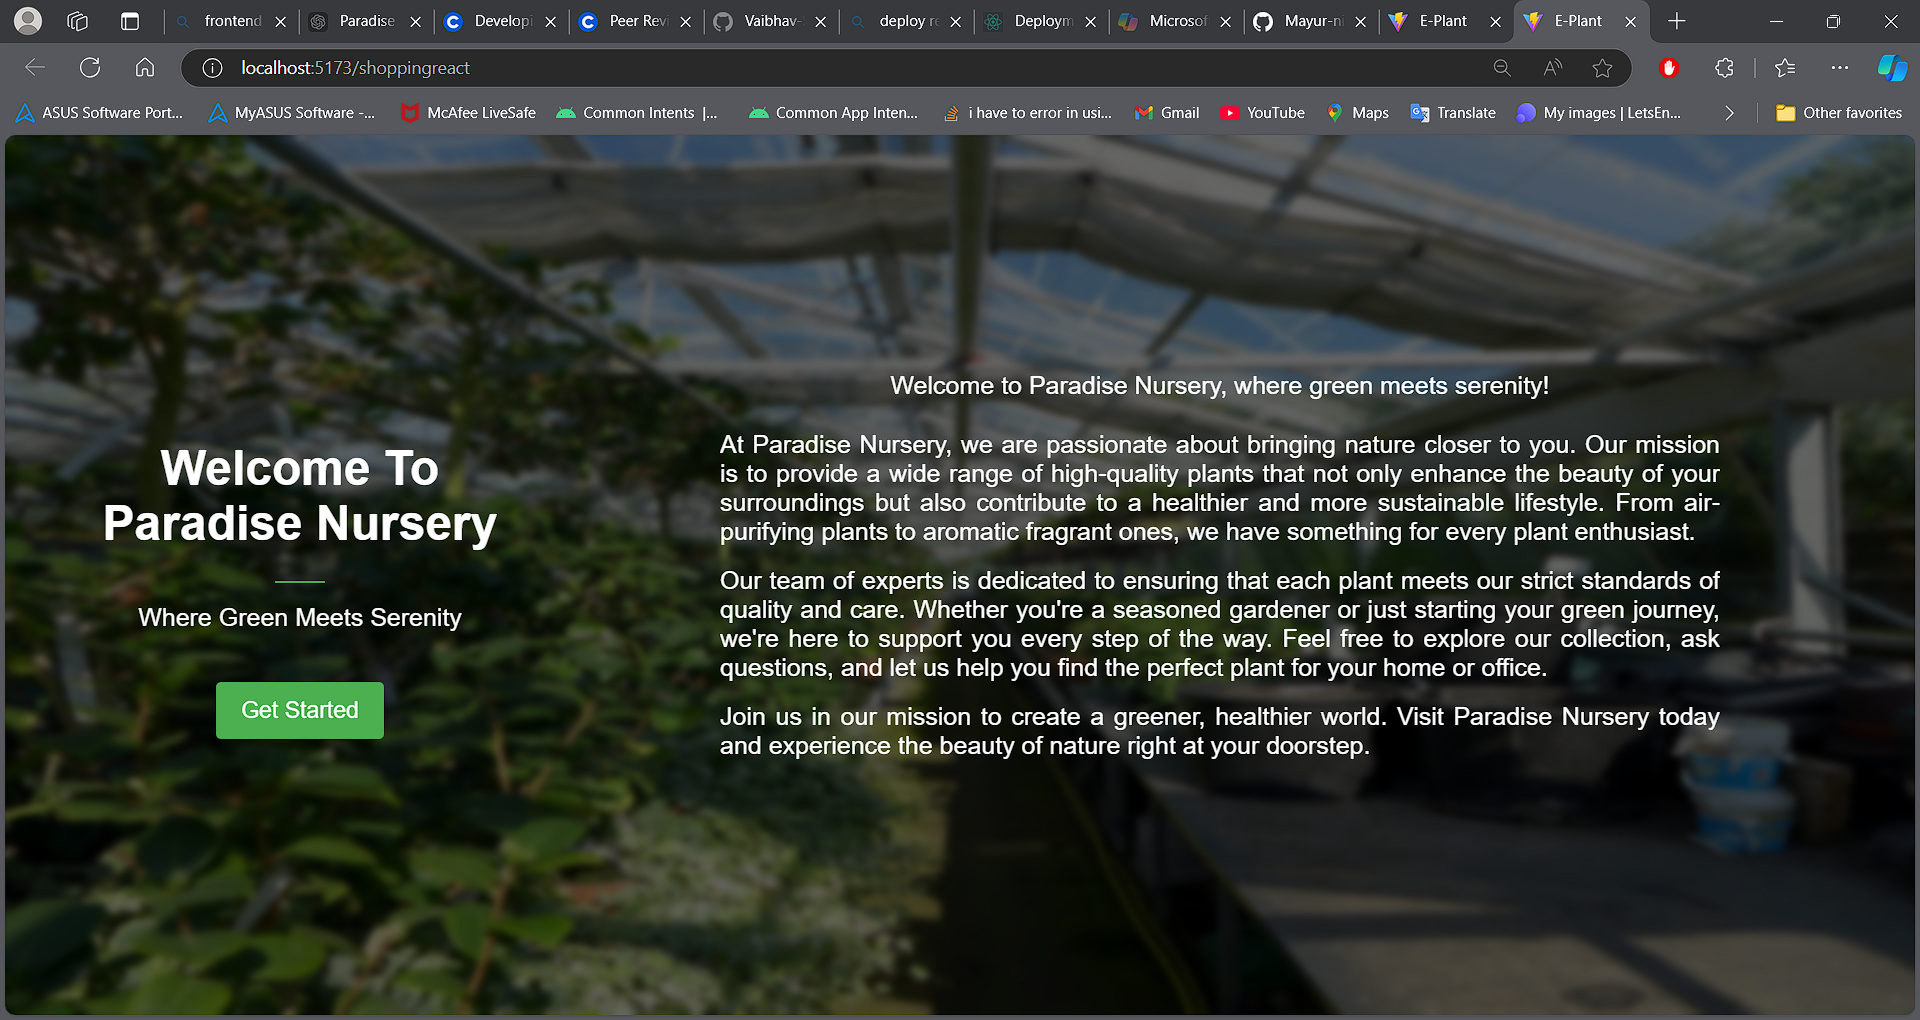 frontend
Paradise
Developi
Peer Rev
Vaibhav-
deploy re
Deploym
Microsof
Mayur-ni
E-Plant
E-Plant
localhost:5173/shoppingreact
ASUS Software Port...
MyASUS Software -...
McAfee LiveSafe
Common Intents |...
Common App Inten...
i have to error in usi...
Gmail
YouTube
Maps
Translate
My images | LetsEn...
Other favorites
Welcome To
Paradise Nursery
Where Green Meets Serenity
Get Started
Welcome to Paradise Nursery, where green meets serenity!
At Paradise Nursery, we are passionate about bringing nature closer to you. Our mission
is to provide a wide range of high-quality plants that not only enhance the beauty of your
surroundings but also contribute to a healthier and more sustainable lifestyle. From air-
purifying plants to aromatic fragrant ones, we have something for every plant enthusiast.
Our team of experts is dedicated to ensuring that each plant meets our strict standards of
quality and care. Whether you're a seasoned gardener or just starting your green journey,
we're here to support you every step of the way. Feel free to explore our collection, ask
questions, and let us help you find the perfect plant for your home or office.
Join us in our mission to create a greener, healthier world. Visit Paradise Nursery today
and experience the beauty of nature right at your doorstep.